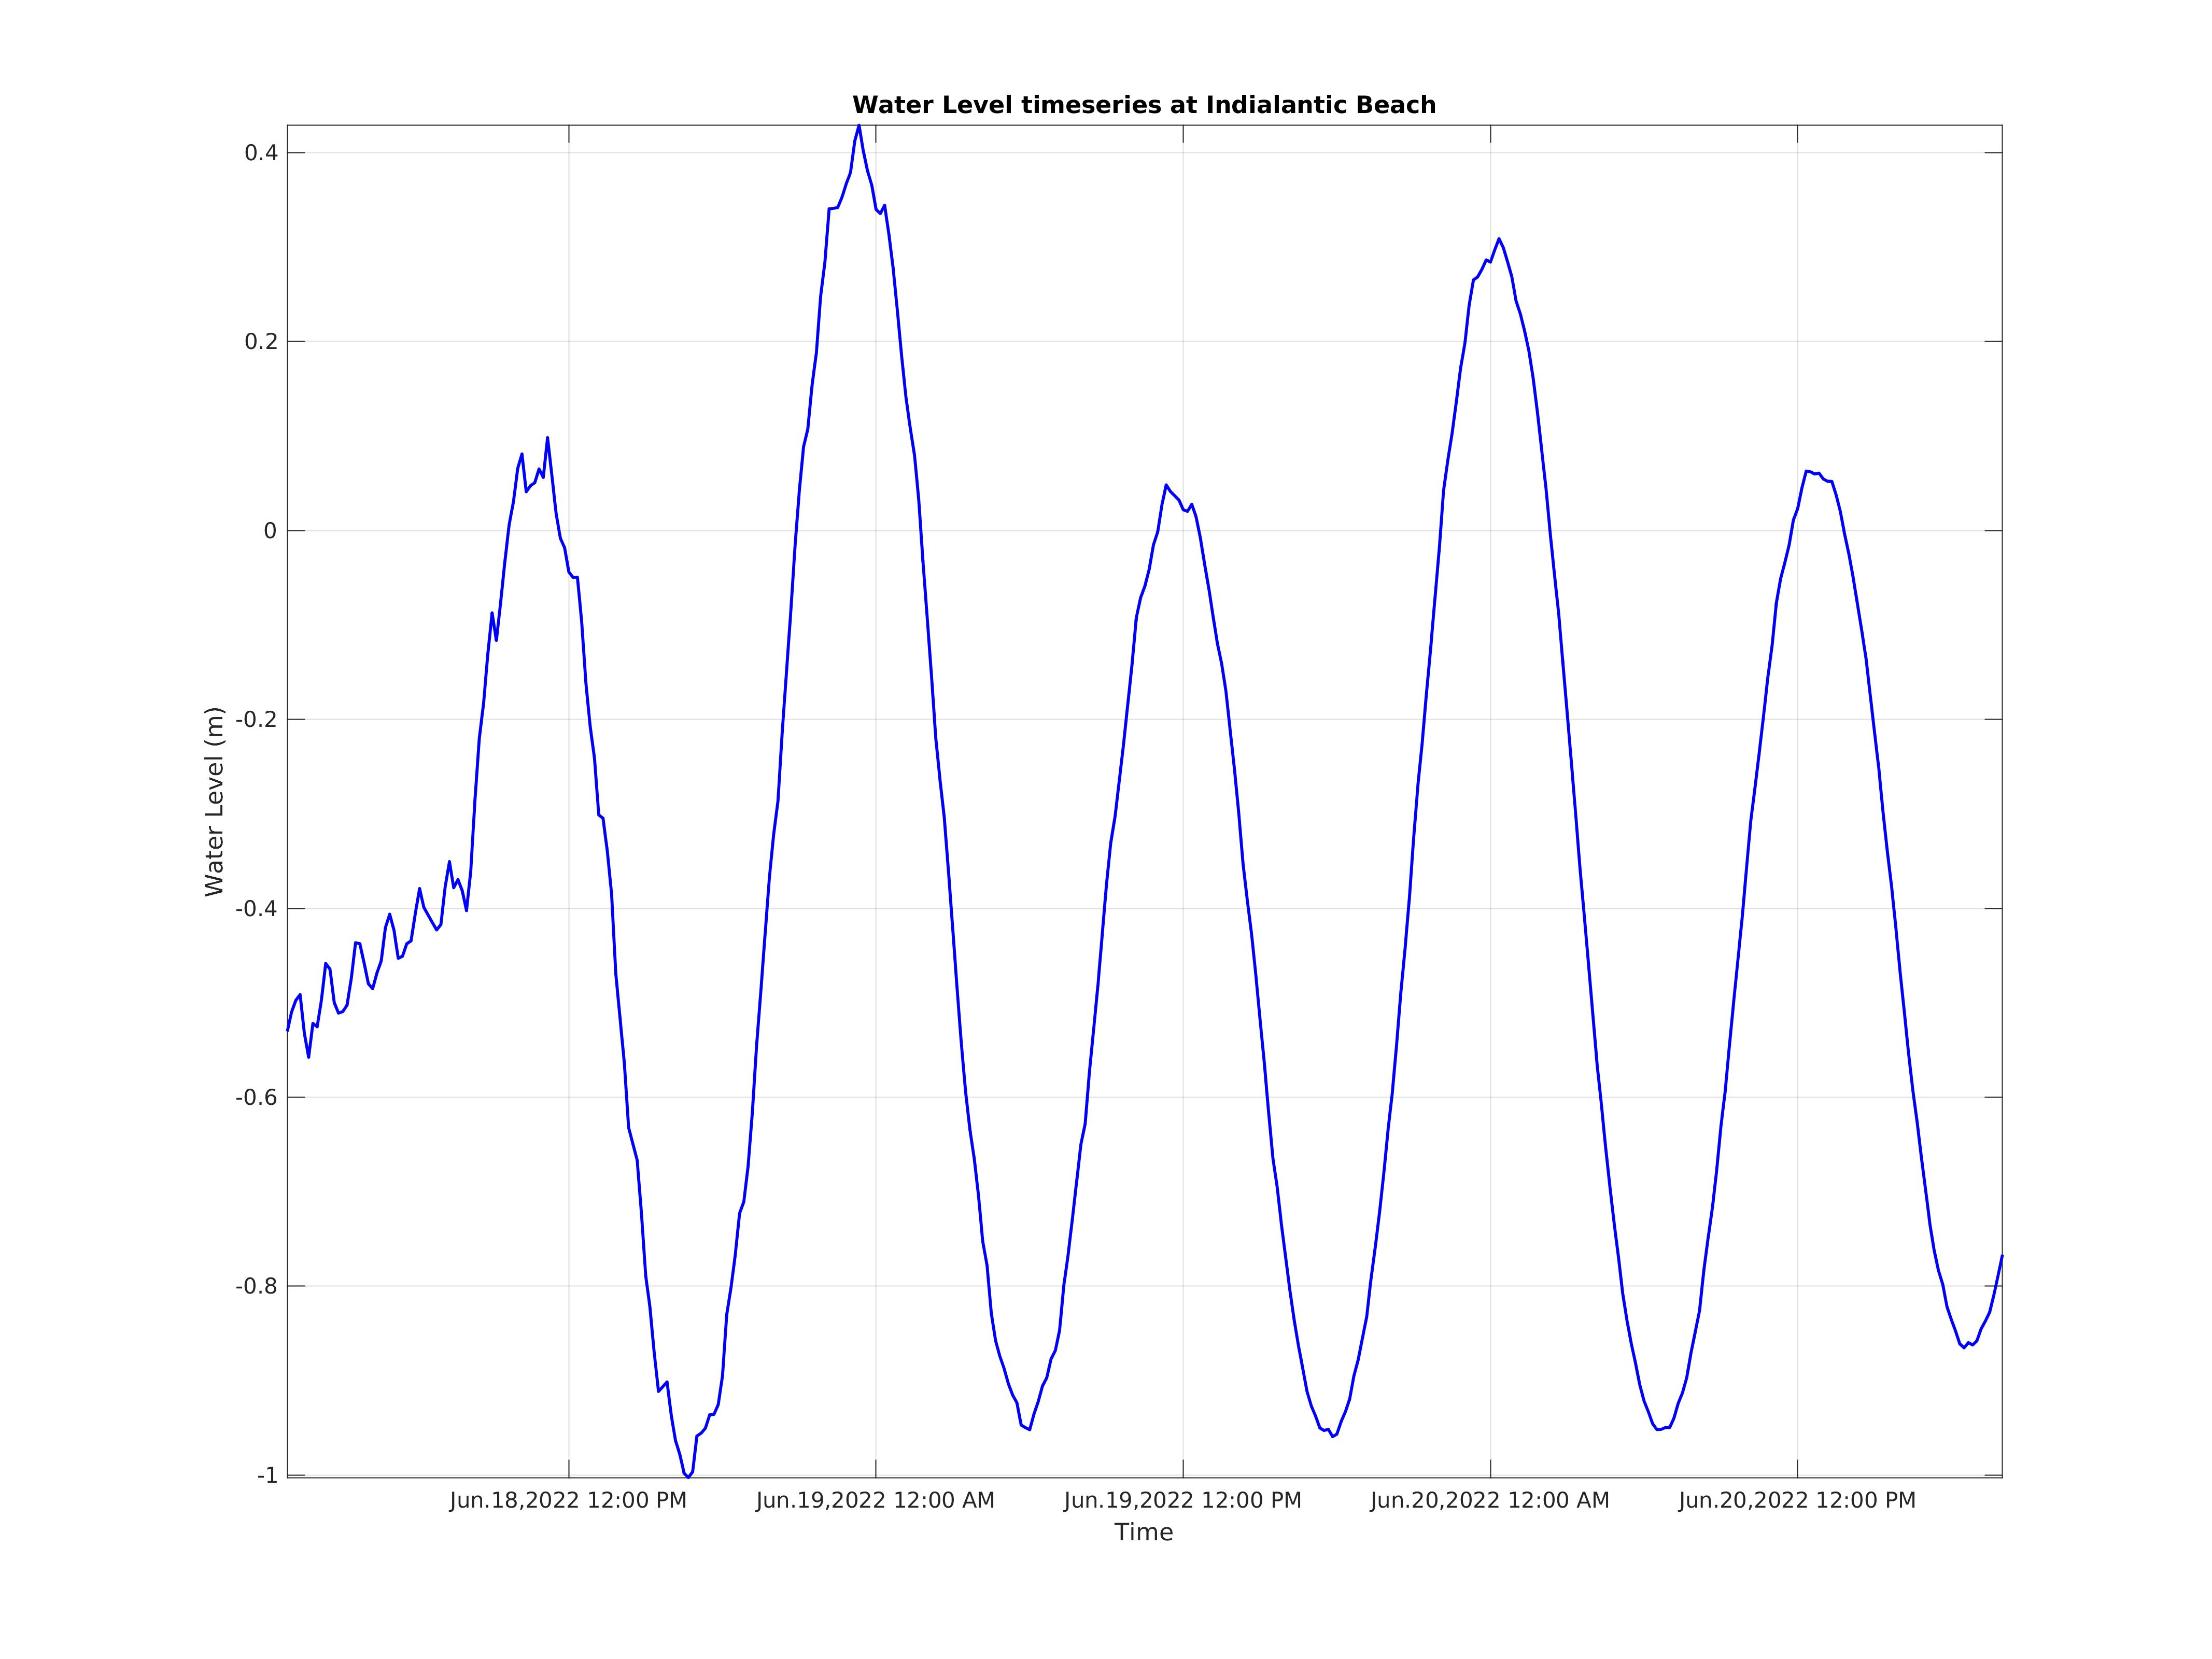 Water Level timeseries at Indialantic Beach
0.4
0.2
0
-0.2
-0.4
-0.6
-0.8
-1
Water Level (m)
Jun.18,2022 12:00 PM
Jun.19,2022 12:00 AM
Jun.19,2022 12:00 PM
Jun.20,2022 12:00 AM
Jun.20,2022 12:00 PM
Time